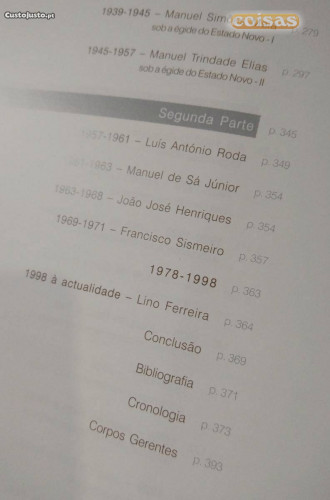 CustoJusto.pt
coisas
1939-1945 – Manuel
sob a égide do Estado Novo - I
279
1945-1957 – Manuel Trindade Elias
p. 297
sob a égide do Estado Novo - II
Segunda Parte
p. 345
1957-1961 – Luís António Roda
p. 349
1963 – Manuel de Sá Júnior
p. 354
1963-1968 – João José Henriques
p. 354
1969-1971 – Francisco Sismeiro
p. 357
1978-1998
p. 363
1998 à actualidade – Lino Ferreira
p. 364
Conclusão
p. 369
Bibliografia
p. 371
Cronologia
p. 373
Corpos Gerentes
p. 393